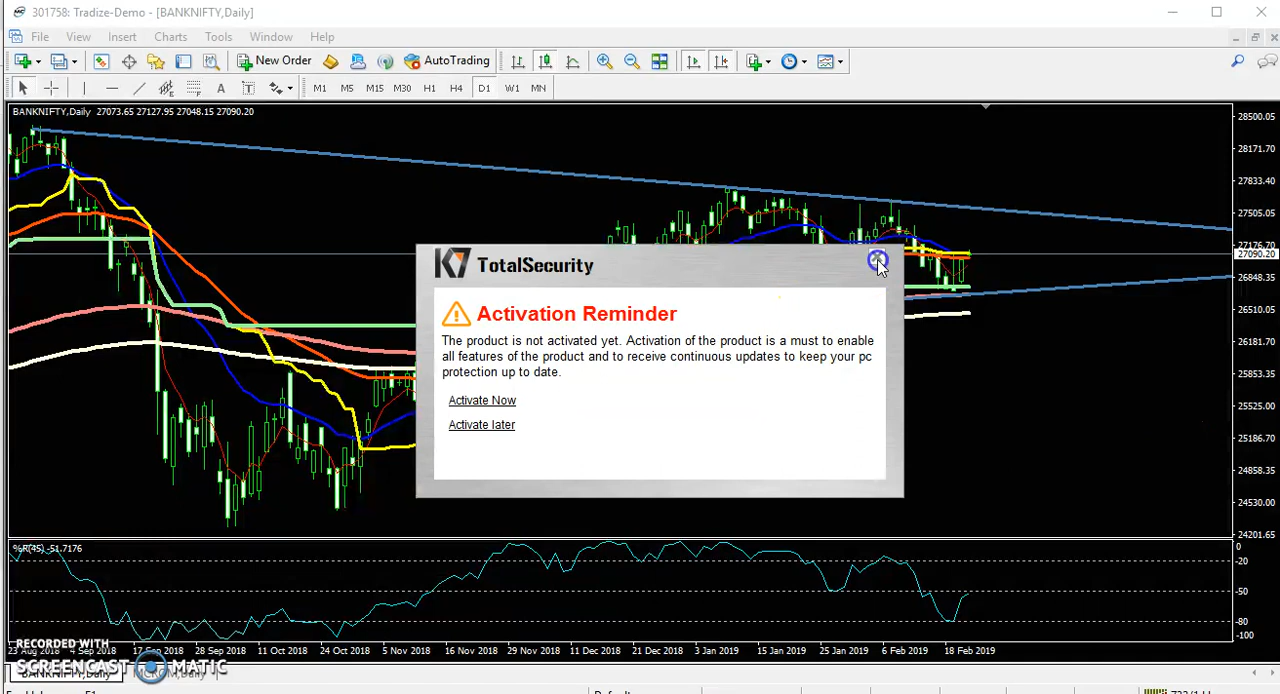 301758: Tradize-Demo - [BANKNIFTY,Daily]
File View Insert Charts Tools Window Help
New Order AutoTrading
A T M1 M5 M15 M30 H1 H4 D1 W1 MN
BANKNIFTY,Daily 27073.65 27127.95 27048.15 27090.20
28500.05
28171.70
27833.40
27505.05
27176.70
27090.20
26848.35
26510.05
26181.70
25853.35
25525.00
25186.70
24858.35
24530.00
24201.65
K7 TotalSecurity
Activation Reminder
The product is not activated yet. Activation of the product is a must to enable
all features of the product and to receive continuous updates to keep your pc
protection up to date.
Activate Now
Activate later
%R(45) -51.7176
0
-20
-50
-80
-100
23 Aug 2018 4 Sep 2018 17 Sep 2018 28 Sep 2018 11 Oct 2018 24 Oct 2018 5 Nov 2018 16 Nov 2018 29 Nov 2018 11 Dec 2018 21 Dec 2018 3 Jan 2019 15 Jan 2019 25 Jan 2019 6 Feb 2019 18 Feb 2019
RECORDED WITH
SCREENCAST MATIC
BANKNIFTY,Daily